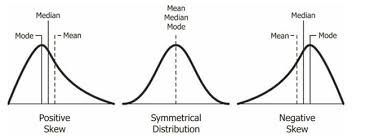 Median
Mode
Mean
Positive
Skew
Mean
Median
Mode
Symmetrical
Distribution
Median
Mean
Mode
Negative
Skew